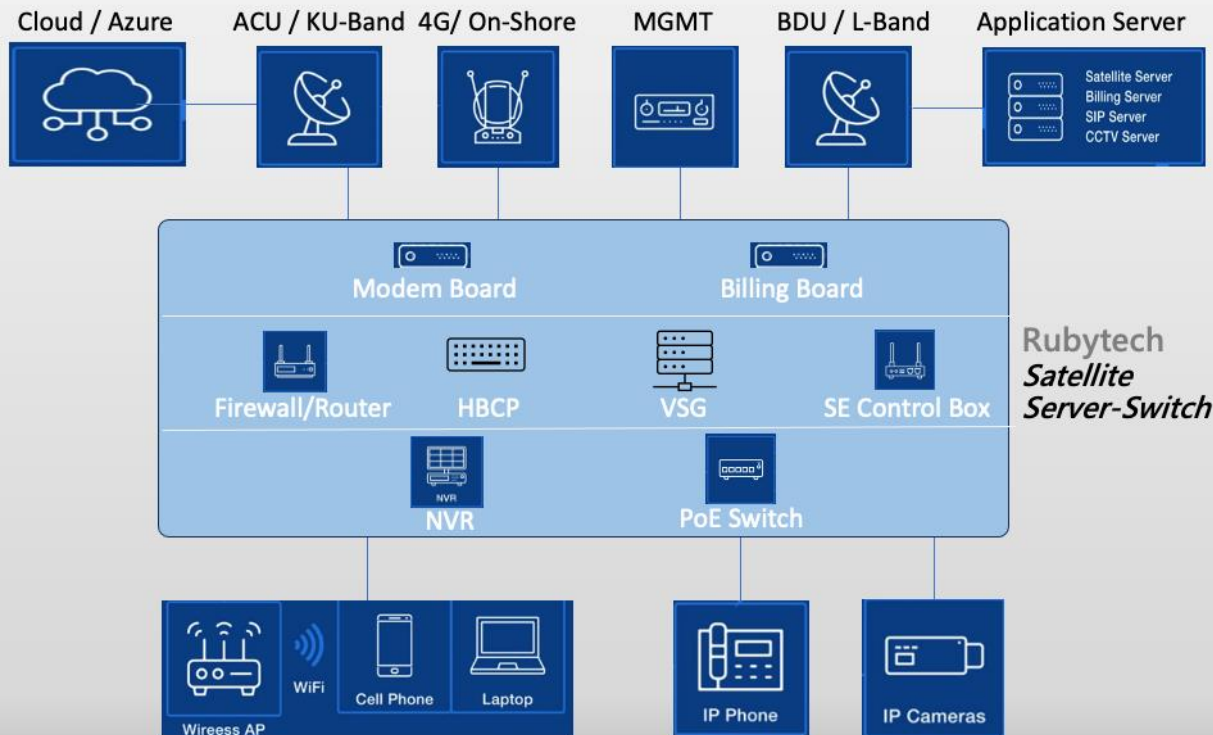 Cloud / Azure
ACU / KU-Band
4G/ On-Shore
MGMT
BDU / L-Band
Application Server
Satellite Server
Billing Server
SIP Server
CCTV Server
Modem Board
Billing Board
Firewall/Router
HBCP
VSG
SE Control Box
Rubytech
Satellite
Server-Switch
NVR
NVR
PoE Switch
WiFi
Cell Phone
Laptop
Wireess AP
IP Phone
IP Cameras